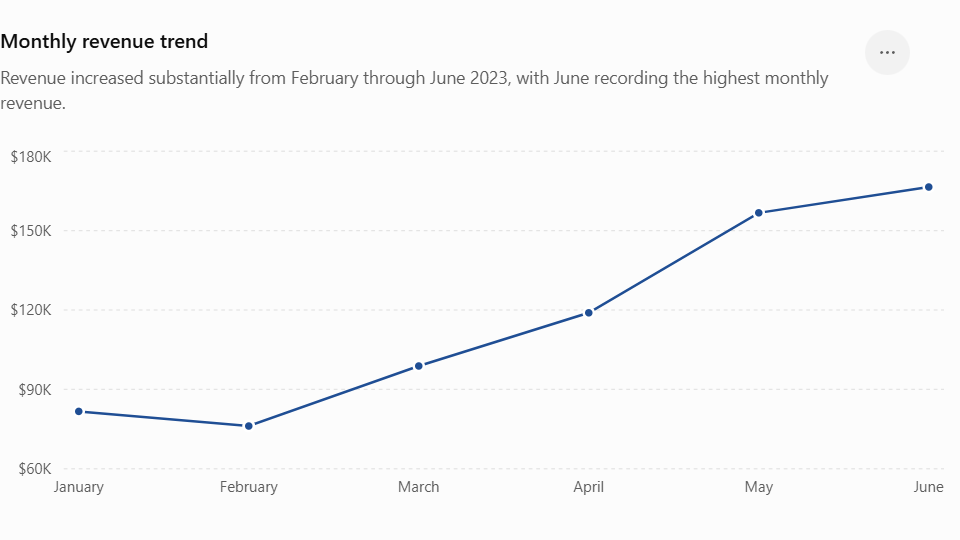 Monthly revenue trend
Revenue increased substantially from February through June 2023, with June recording the highest monthly
revenue.
$180K
$150K
$120K
$90K
$60K
January February March April May June